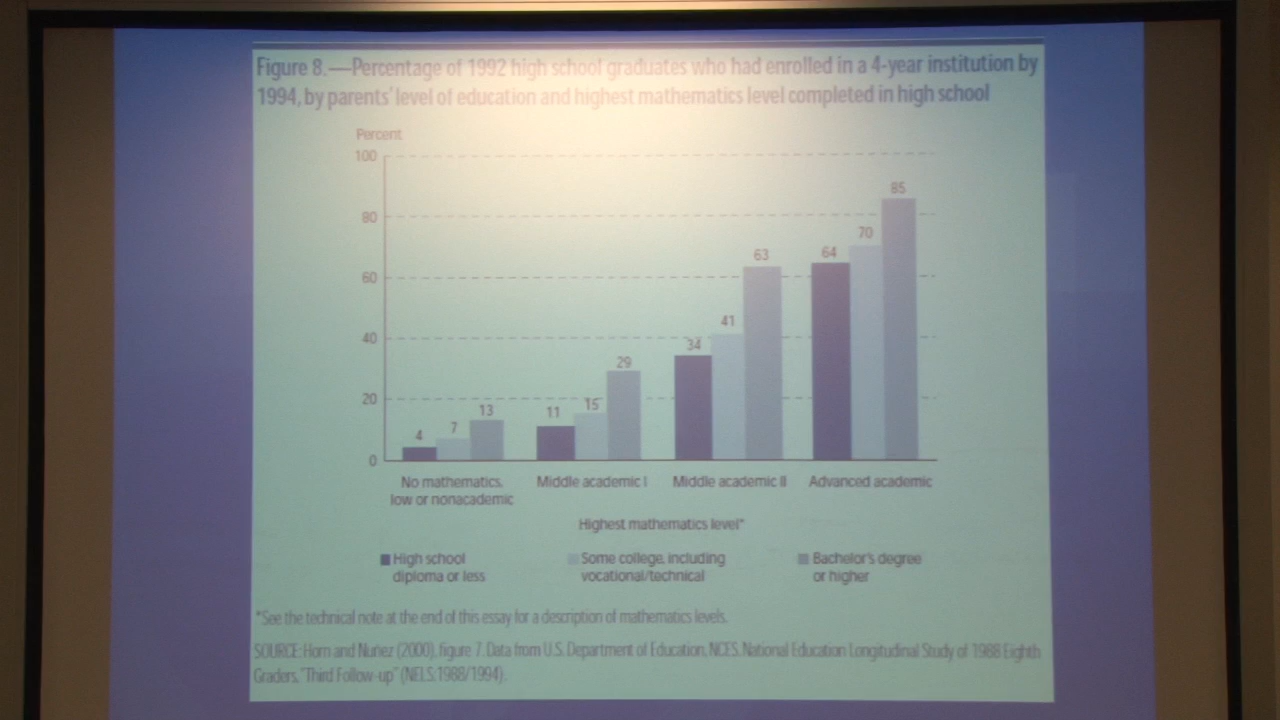 Figure 8.—Percentage of 1992 high school graduates who had enrolled in a 4-year institution by
1994, by parents' level of education and highest mathematics level completed in high school
Percent
100
80
60
40
20
0
4
7
13
11
15
29
34
41
63
64
70
85
No mathematics,
low or nonacademic
Middle academic I
Middle academic II
Advanced academic
Highest mathematics level*
High school
diploma or less
Some college, including
vocational/technical
Bachelor's degree
or higher
*See the technical note at the end of this essay for a description of mathematics levels.
SOURCE: Horn and Nuñez (2000), figure 7. Data from U.S. Department of Education, NCES. National Education Longitudinal Study of 1988 Eighth
Graders, "Third Follow-up" (NELS:1988/1994).